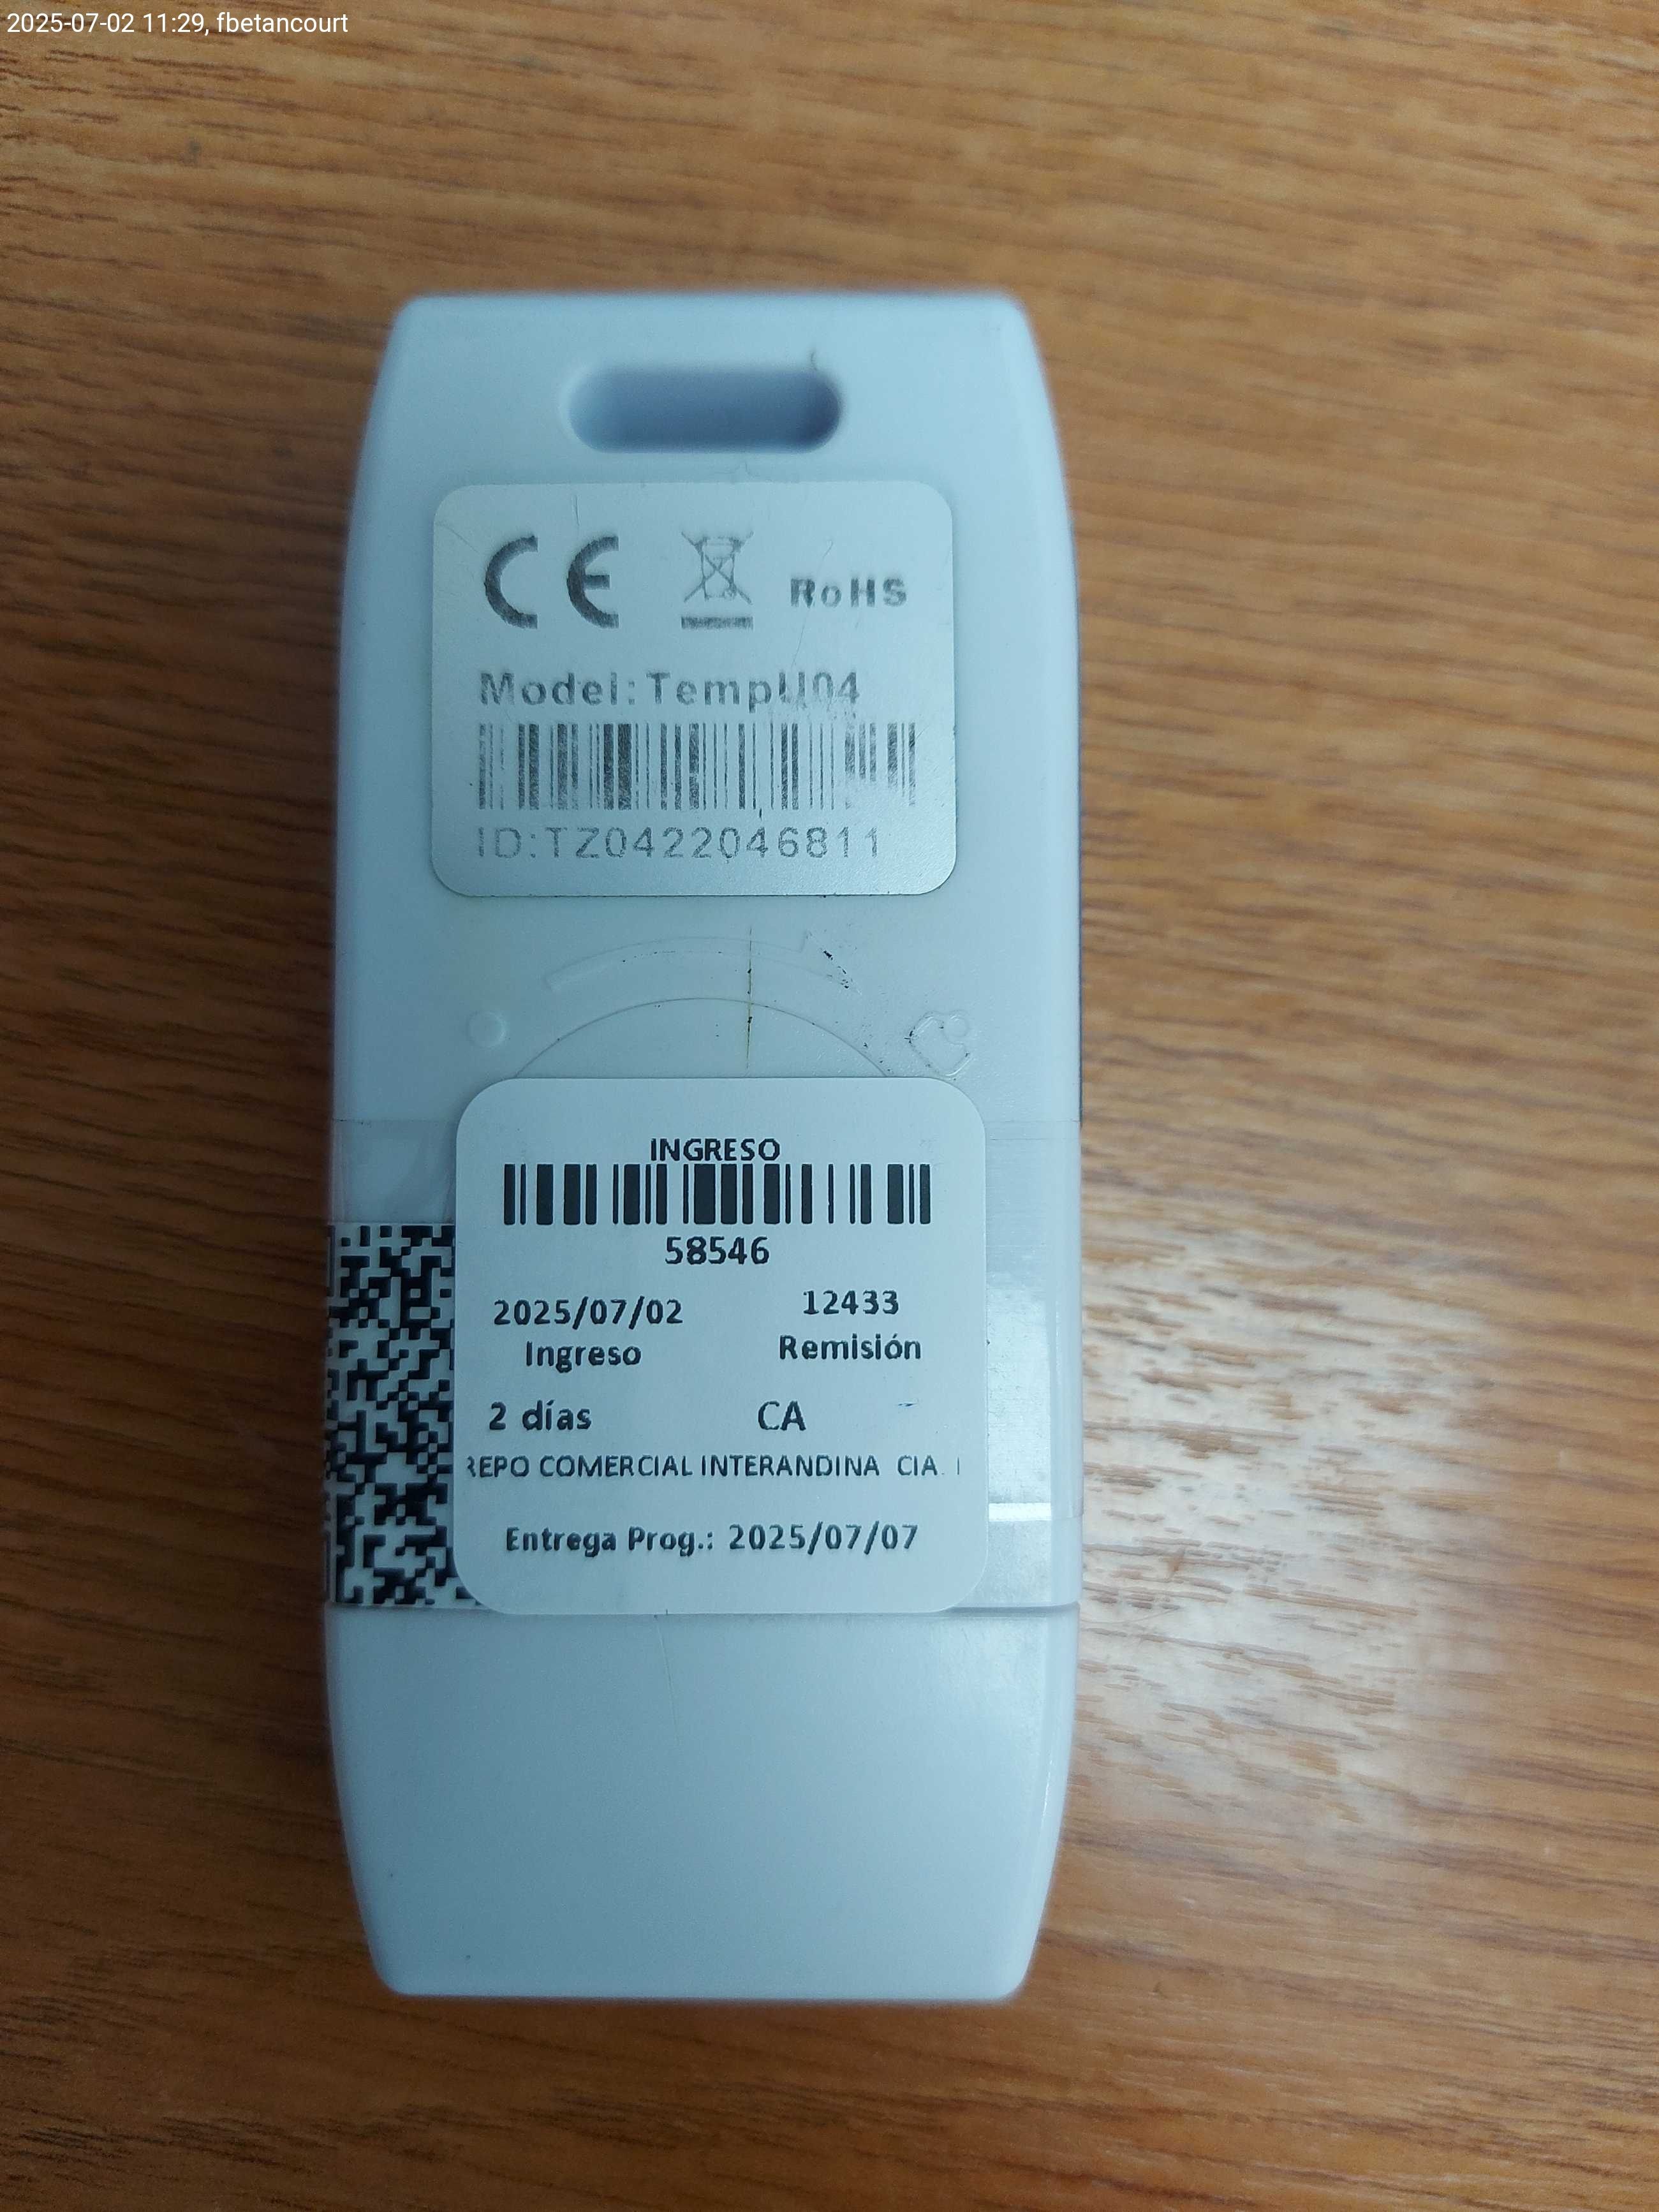 2025-07-02 11:29, fbetancourt
CE RoHS
Model:TempU04
ID:TZ0422046811
INGRESO
58546
2025/07/02 12433
Ingreso Remisión
2 días CA
REPO COMERCIAL INTERANDINA CIA.
Entrega Prog.: 2025/07/07